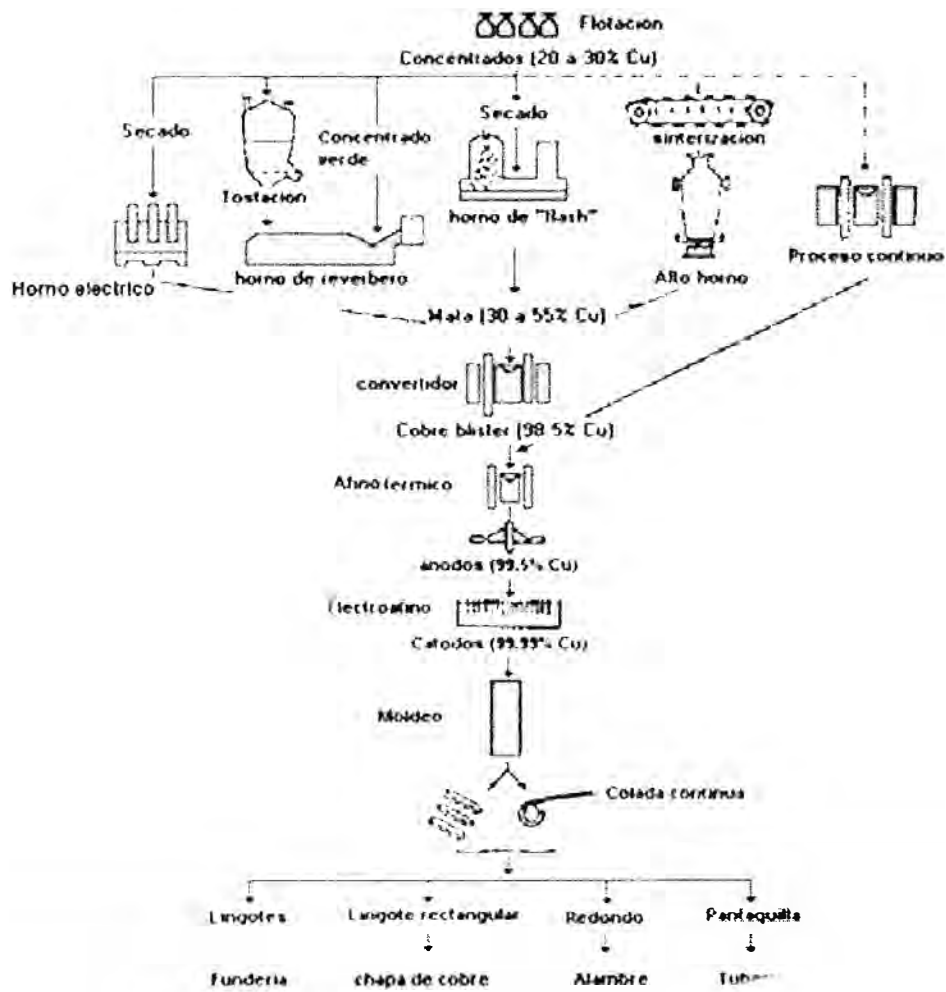 Flotacion
Concentrados (20 a 30% Cu)
Secado
Concentrado
verde
Secado
sinterizacion
Tostacion
horno de "flash"
horno de reverbero
Horno electrico
Alto horno
Proceso continuo
Mata (30 a 55% Cu)
convertidor
Cobre blister (98.5% Cu)
Afino termico
anodos (99.5% Cu)
Electroafino
Catodos (99.99% Cu)
Moldeo
Colada continua
Lingotes
Lingote rectangular
Redondo
Funderia
chapa de cobre
Alambre